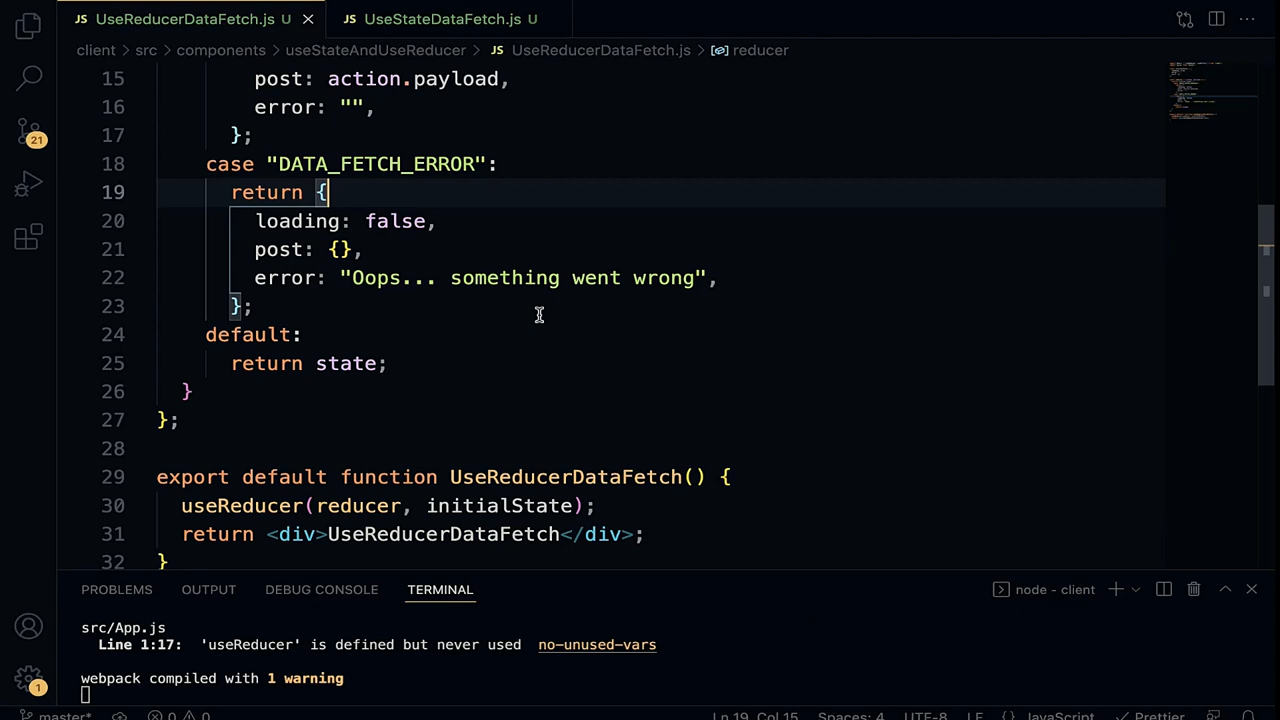 JS UseReducerDataFetch.js U ×
JS UseStateDataFetch.js U
client > src > components > useStateAndUseReducer > JS UseReducerDataFetch.js > reducer
15 post: action.payload,
16 error: "",
17 };
18 case "DATA_FETCH_ERROR":
19 return {
20 loading: false,
21 post: {},
22 error: "Oops... something went wrong",
23 };
24 default:
25 return state;
26 }
27 };
28
29 export default function UseReducerDataFetch() {
30 useReducer(reducer, initialState);
31 return <div>UseReducerDataFetch</div>;
32 }
21
1
PROBLEMS OUTPUT DEBUG CONSOLE TERMINAL
node - client
src/App.js
Line 1:17: 'useReducer' is defined but never used no-unused-vars
webpack compiled with 1 warning
master* 0 0 Ln 19, Col 15 Spaces: 4 UTF-8 LF {} JavaScript Prettier